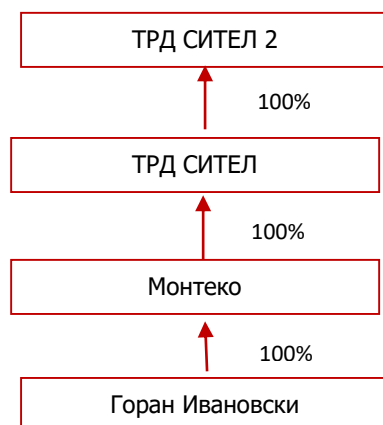 ТРД СИТЕЛ 2
100%
ТРД СИТЕЛ
100%
Монтеко
100%
Горан Ивановски